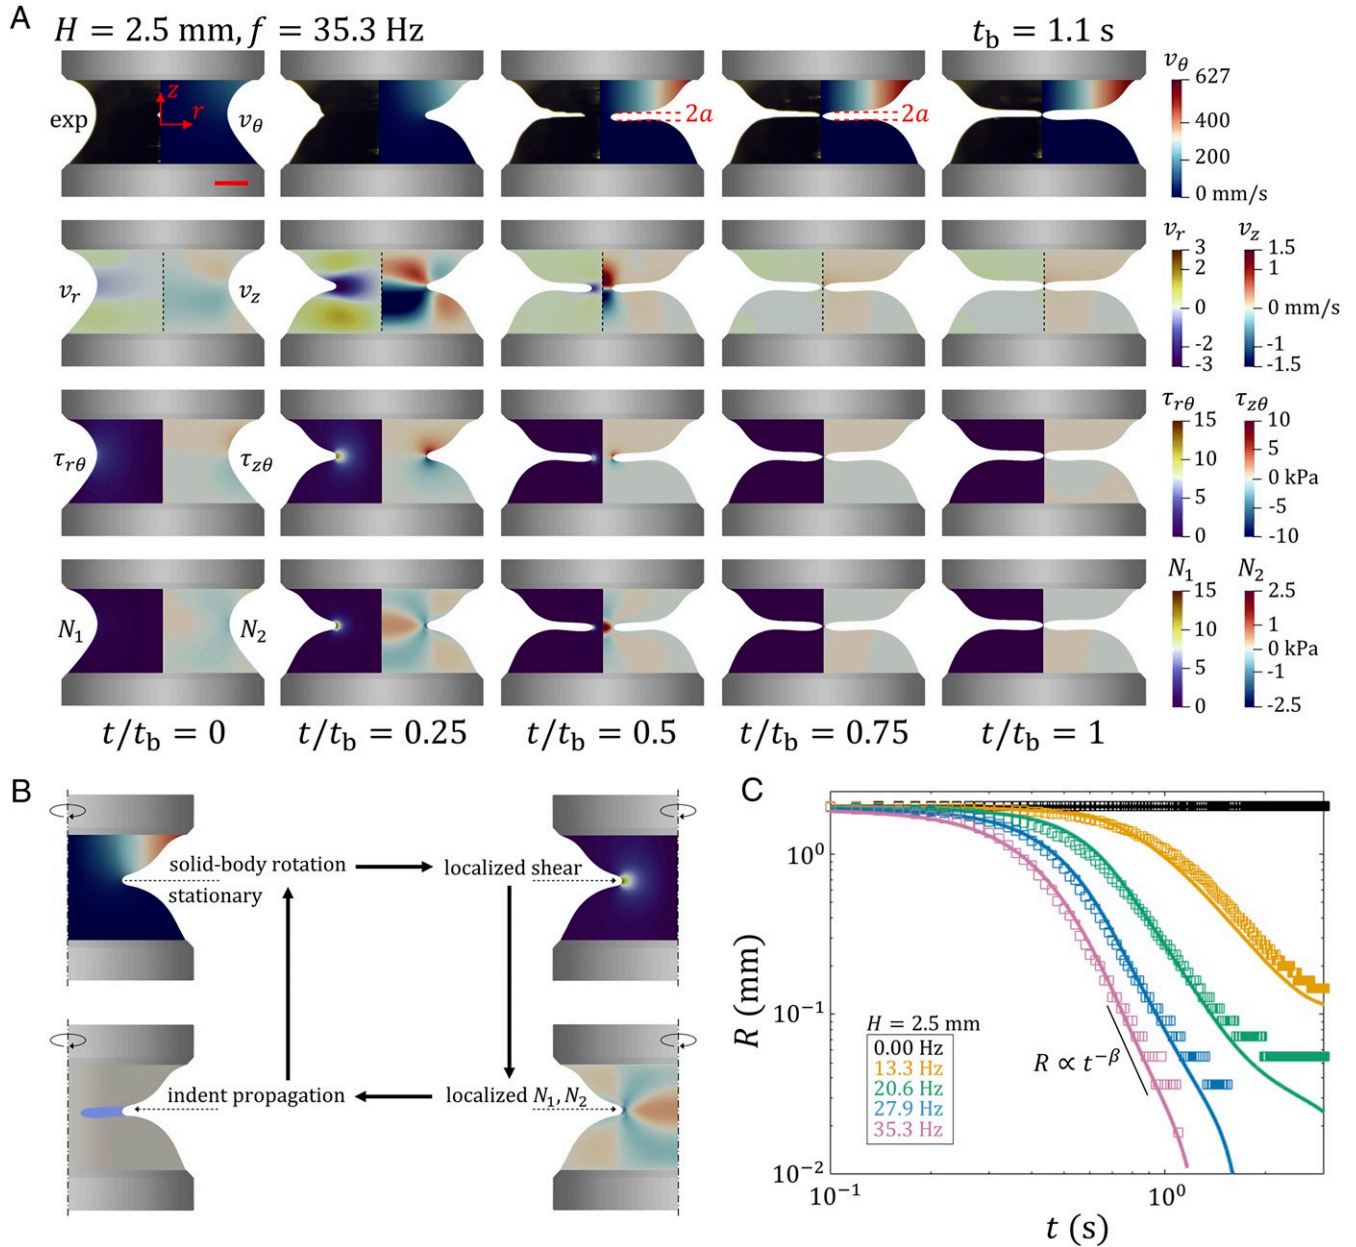 A
H = 2.5 mm, f = 35.3 Hz
t_b = 1.1 s
exp
z
r
v_θ
2a
2a
v_θ
627
400
200
0 mm/s
v_r
v_z
v_r
3
2
0
-2
-3
v_z
1.5
1
0 mm/s
-1
-1.5
τ_rθ
τ_zθ
τ_rθ
15
10
5
0
τ_zθ
10
5
0 kPa
-5
-10
N_1
N_2
N_1
15
10
5
0
N_2
2.5
1
0 kPa
-1
-2.5
t/t_b = 0
t/t_b = 0.25
t/t_b = 0.5
t/t_b = 0.75
t/t_b = 1
B
solid-body rotation
stationary
localized shear
indent propagation
localized N_1, N_2
C
R (mm)
10^0
10^-1
10^-2
H = 2.5 mm
0.00 Hz
13.3 Hz
20.6 Hz
27.9 Hz
35.3 Hz
R ∝ t^-β
10^-1
10^0
t (s)